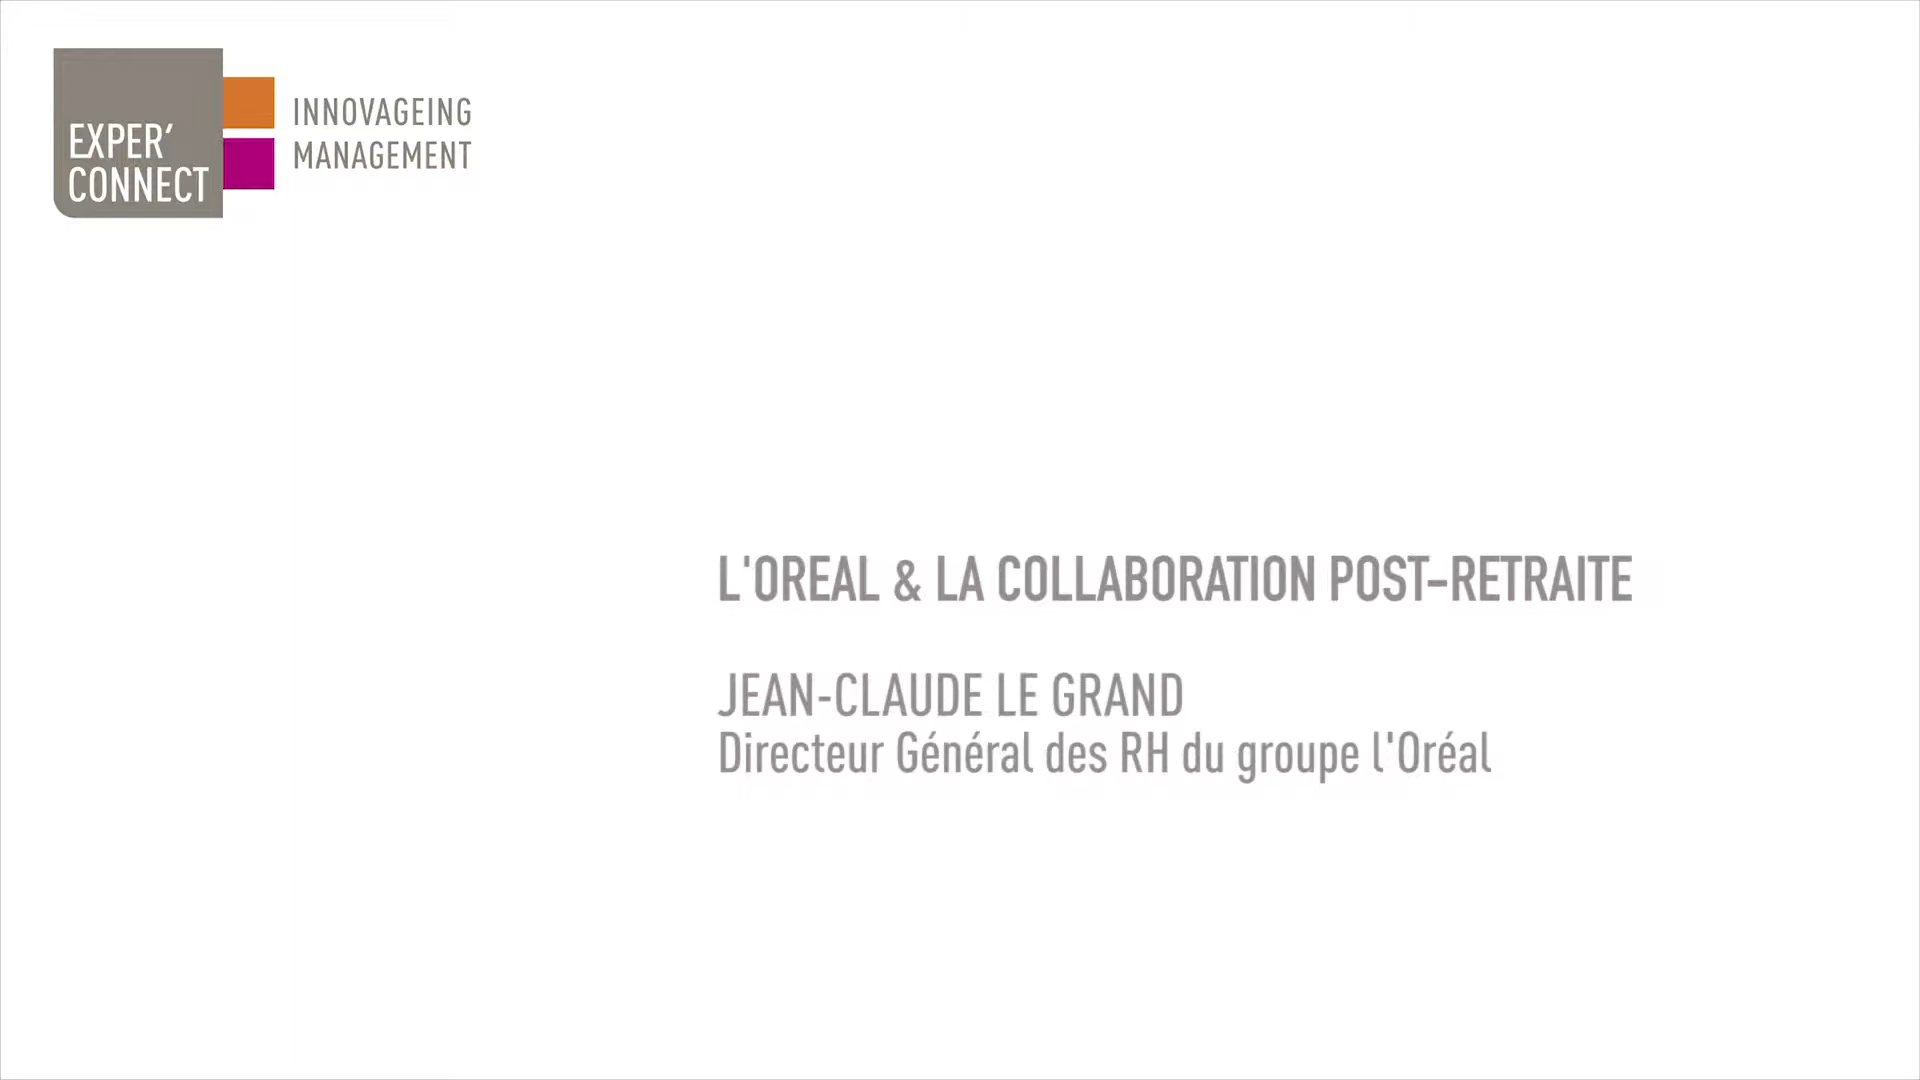 EXPER'
CONNECT
INNOVAGEING
MANAGEMENT
L'OREAL & LA COLLABORATION POST-RETRAITE
JEAN-CLAUDE LE GRAND
Directeur Général des RH du groupe l'Oréal